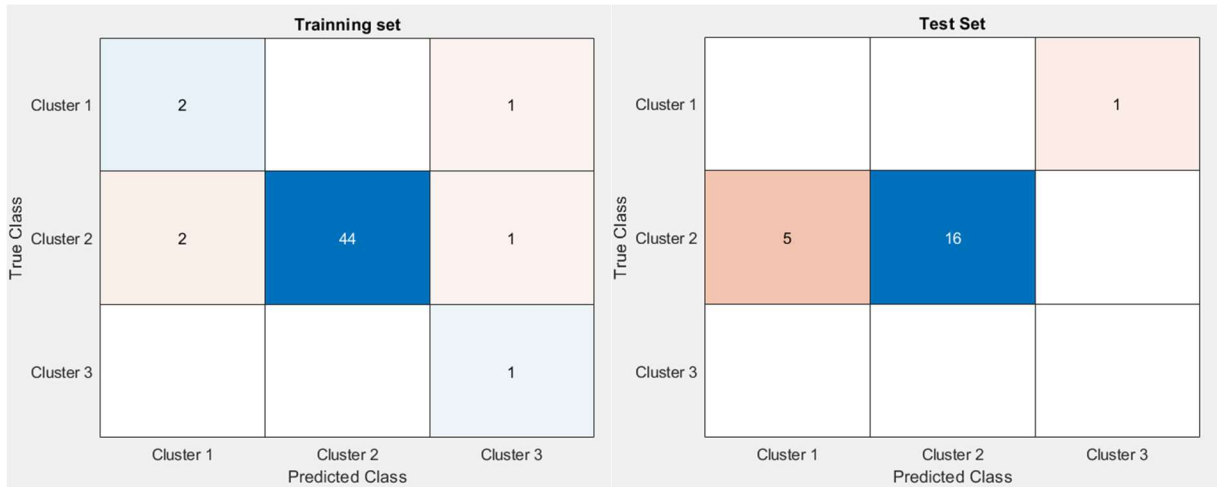 Trainning set
True Class
Cluster 1
2
1
Cluster 2
2
44
1
Cluster 3
1
Cluster 1
Cluster 2
Cluster 3
Predicted Class
Test Set
True Class
Cluster 1
1
Cluster 2
5
16
Cluster 3
Cluster 1
Cluster 2
Cluster 3
Predicted Class